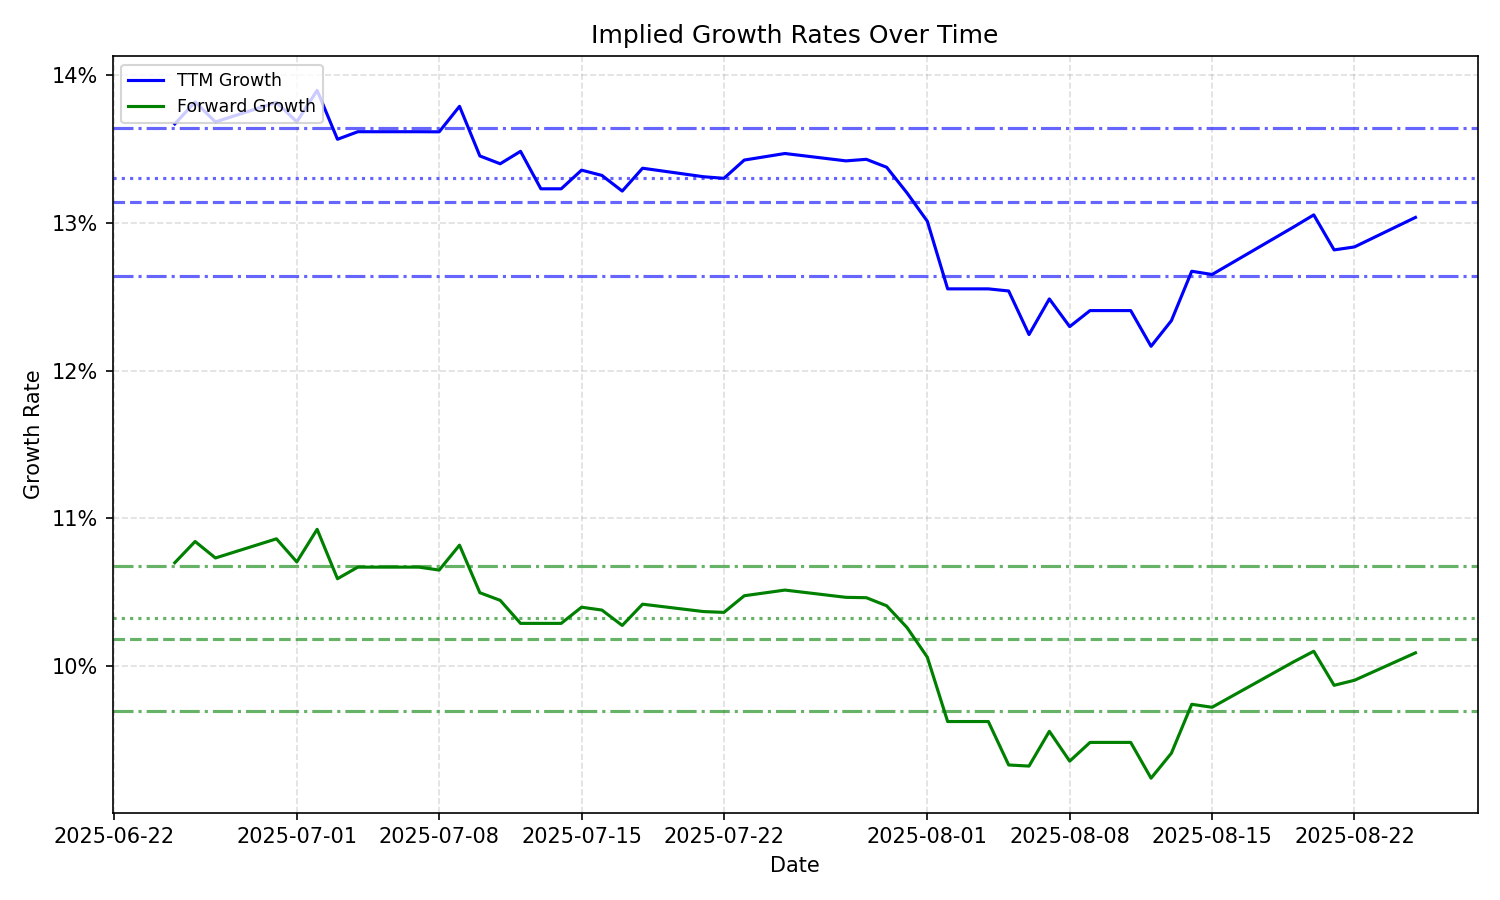 Implied Growth Rates Over Time
TTM Growth
Forward Growth
14%
13%
12%
11%
10%
Growth Rate
2025-06-22 2025-07-01 2025-07-08 2025-07-15 2025-07-22 2025-08-01 2025-08-08 2025-08-15 2025-08-22
Date